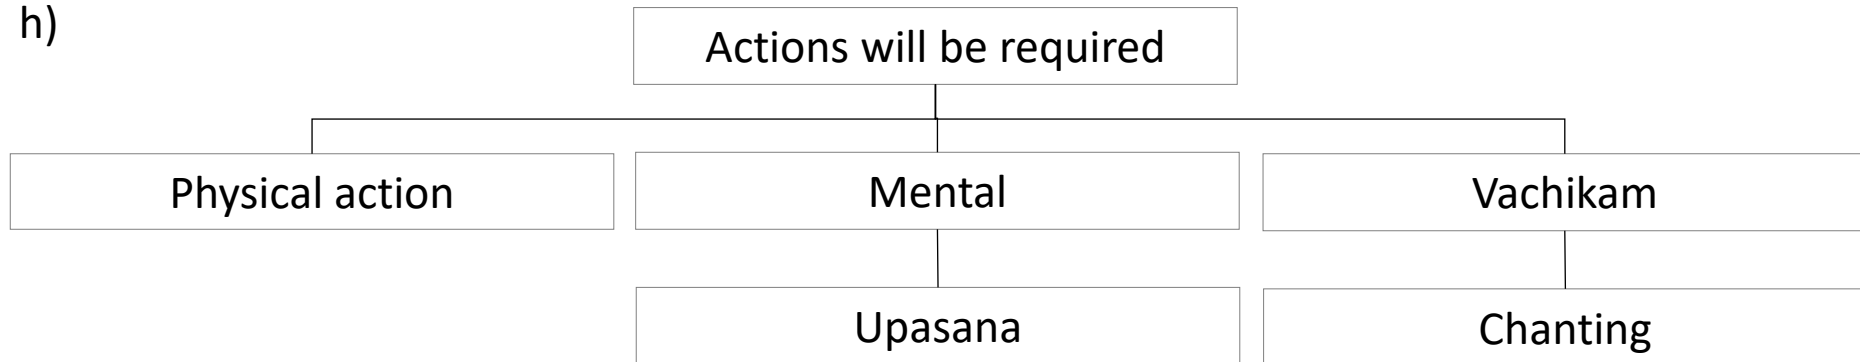 h)
Actions will be required
Physical action
Mental
Vachikam
Upasana
Chanting